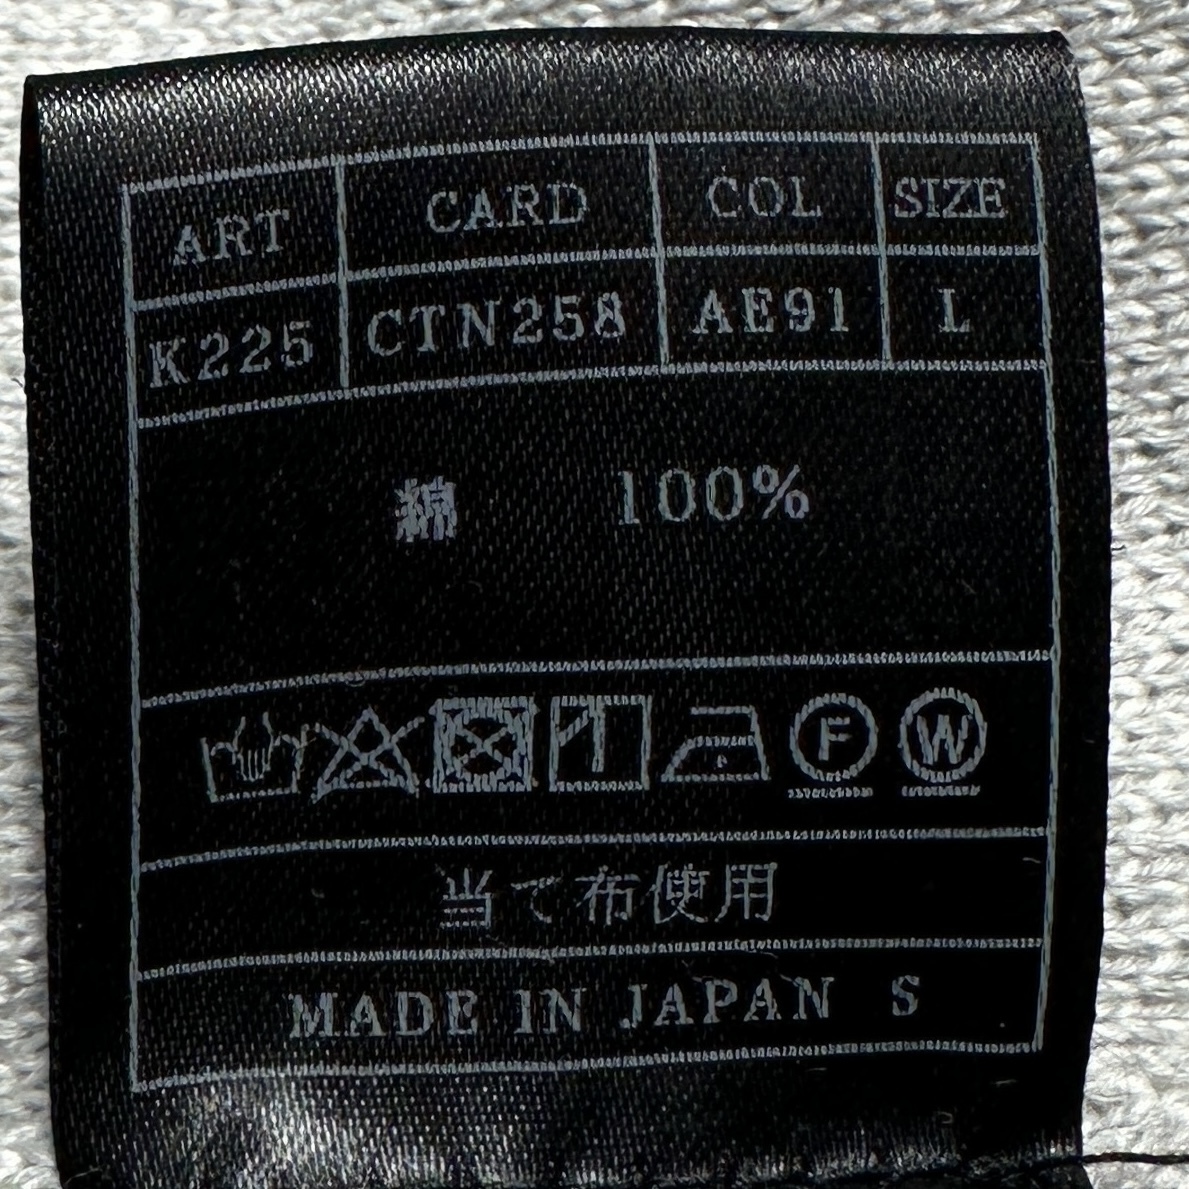 ART CARD COL SIZE
K225 CTN258 AE91 L
綿 100%
F W
当て布使用
MADE IN JAPAN S